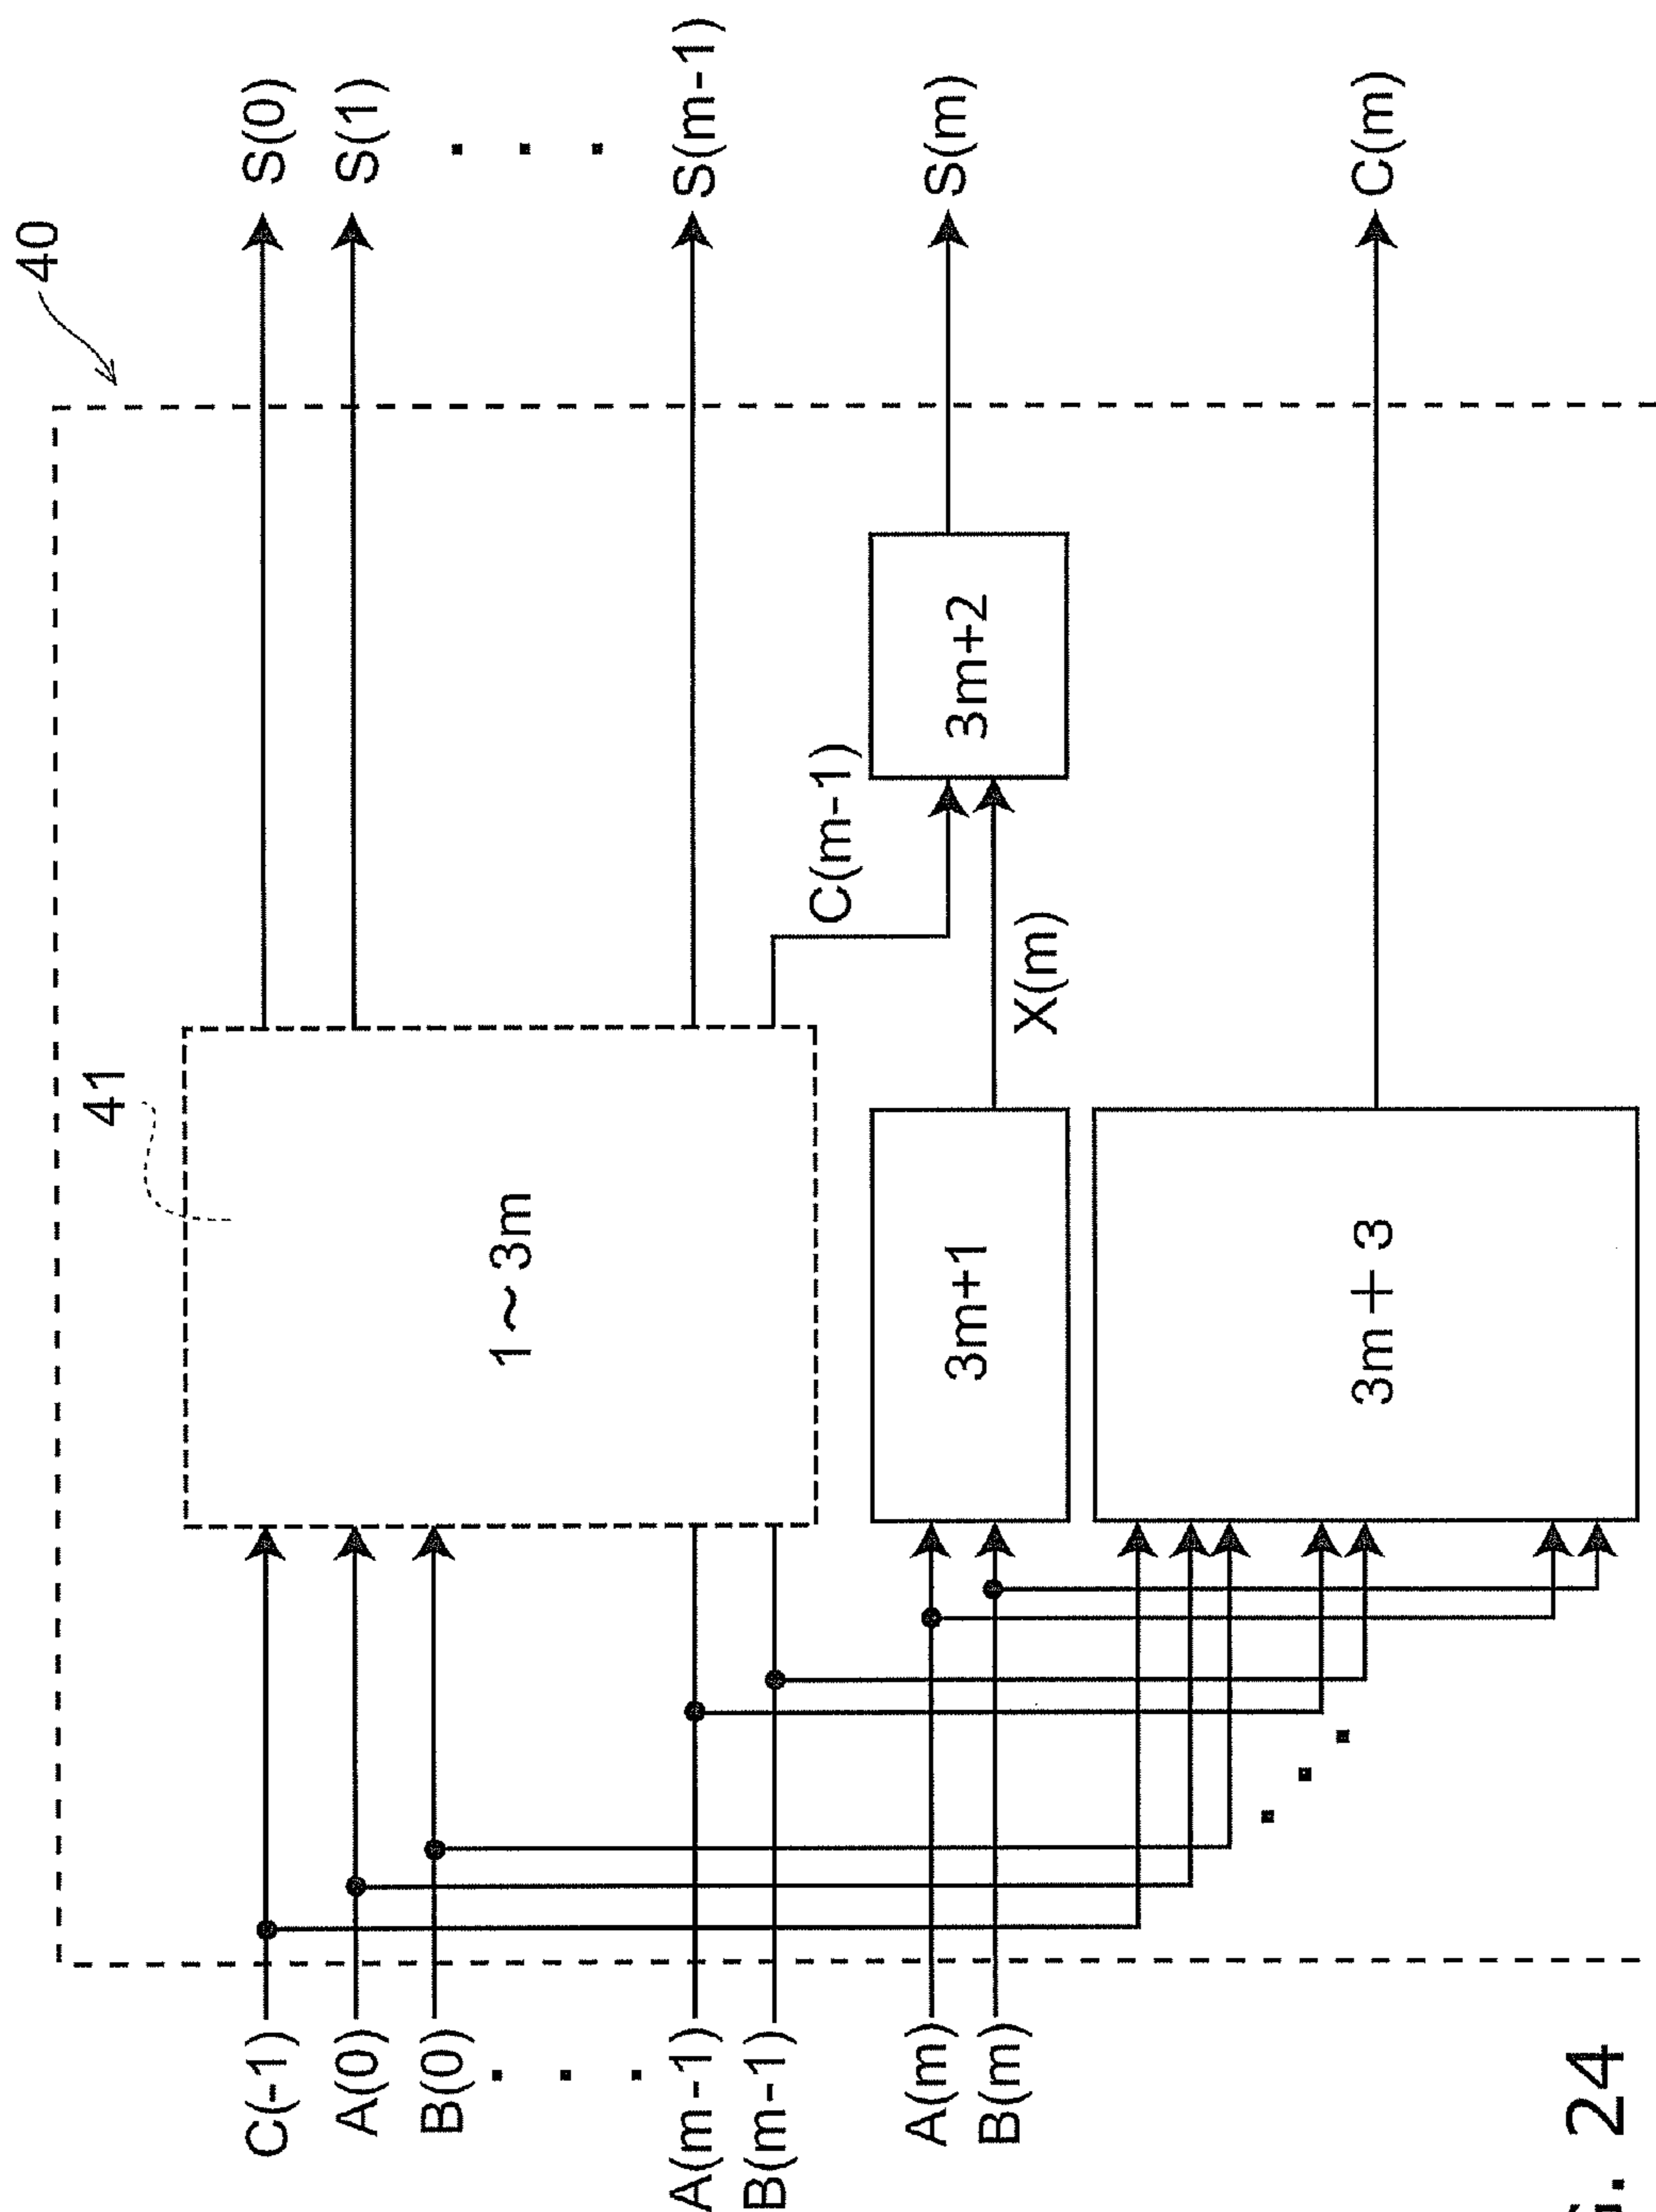 40
41
C(-1)
A(0)
B(0)
. . .
A(m-1)
B(m-1)
A(m)
B(m)
1~3m
3m+1
3m+3
. . .
X(m)
C(m-1)
3m+2
S(0)
S(1)
. . .
S(m-1)
S(m)
C(m)
24